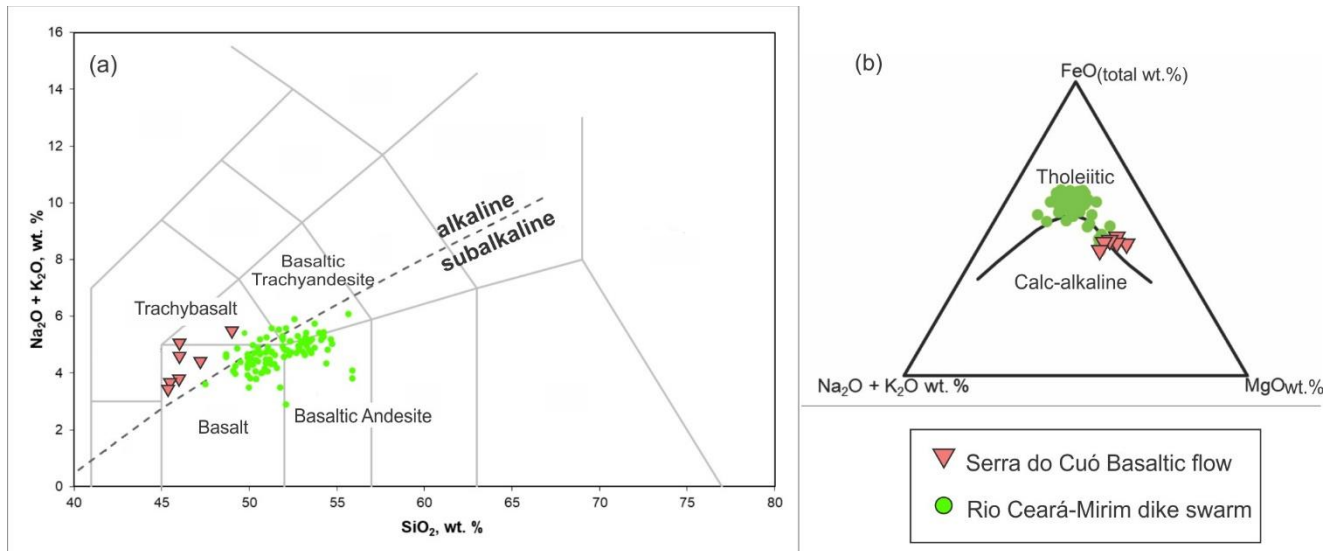 (a)
16
14
12
10
8
6
4
2
0
Na₂O + K₂O, wt. %
alkaline
subalkaline
Basaltic
Trachyandesite
Trachybasalt
Basalt
Basaltic Andesite
40 45 50 55 60 65 70 75 80
SiO₂, wt. %
(b)
FeO(total wt.%)
Tholeiitic
Calc-alkaline
Na₂O + K₂O wt. %
MgOwt.%
Serra do Cuó Basaltic flow
Rio Ceará-Mirim dike swarm